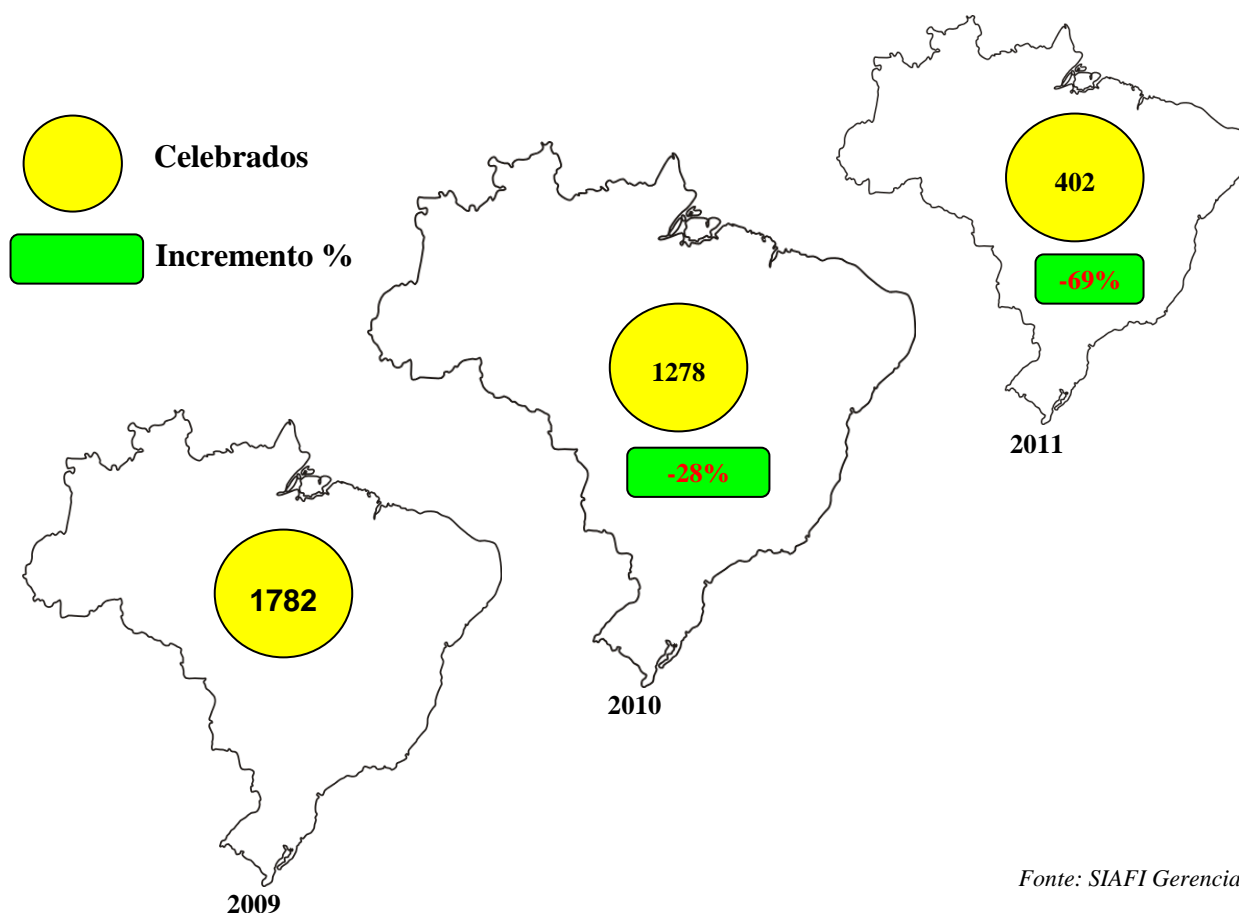 Celebrados
Incremento %
402
-69%
2011
1278
-28%
2010
1782
2009
Fonte: SIAFI Gerencia